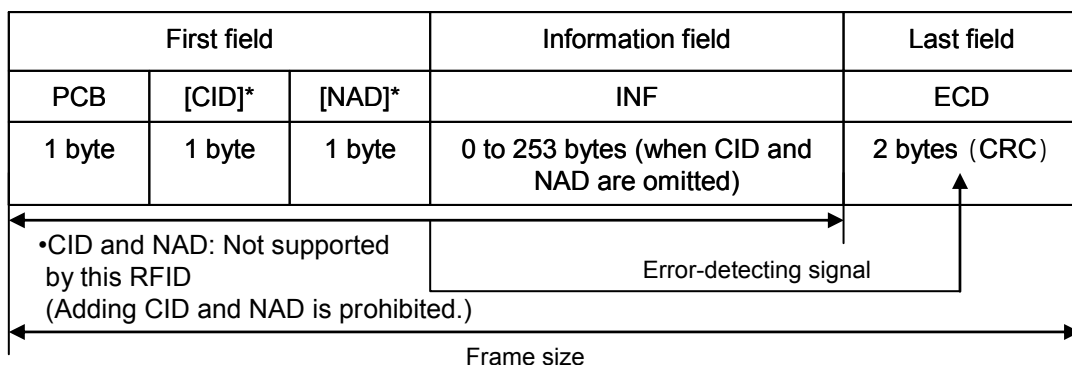 First field Information field Last field
PCB [CID]* [NAD]* INF ECD
1 byte 1 byte 1 byte 0 to 253 bytes (when CID and 2 bytes (CRC)
NAD are omitted)
•CID and NAD: Not supported
by this RFID
Error-detecting signal
(Adding CID and NAD is prohibited.)
Frame size